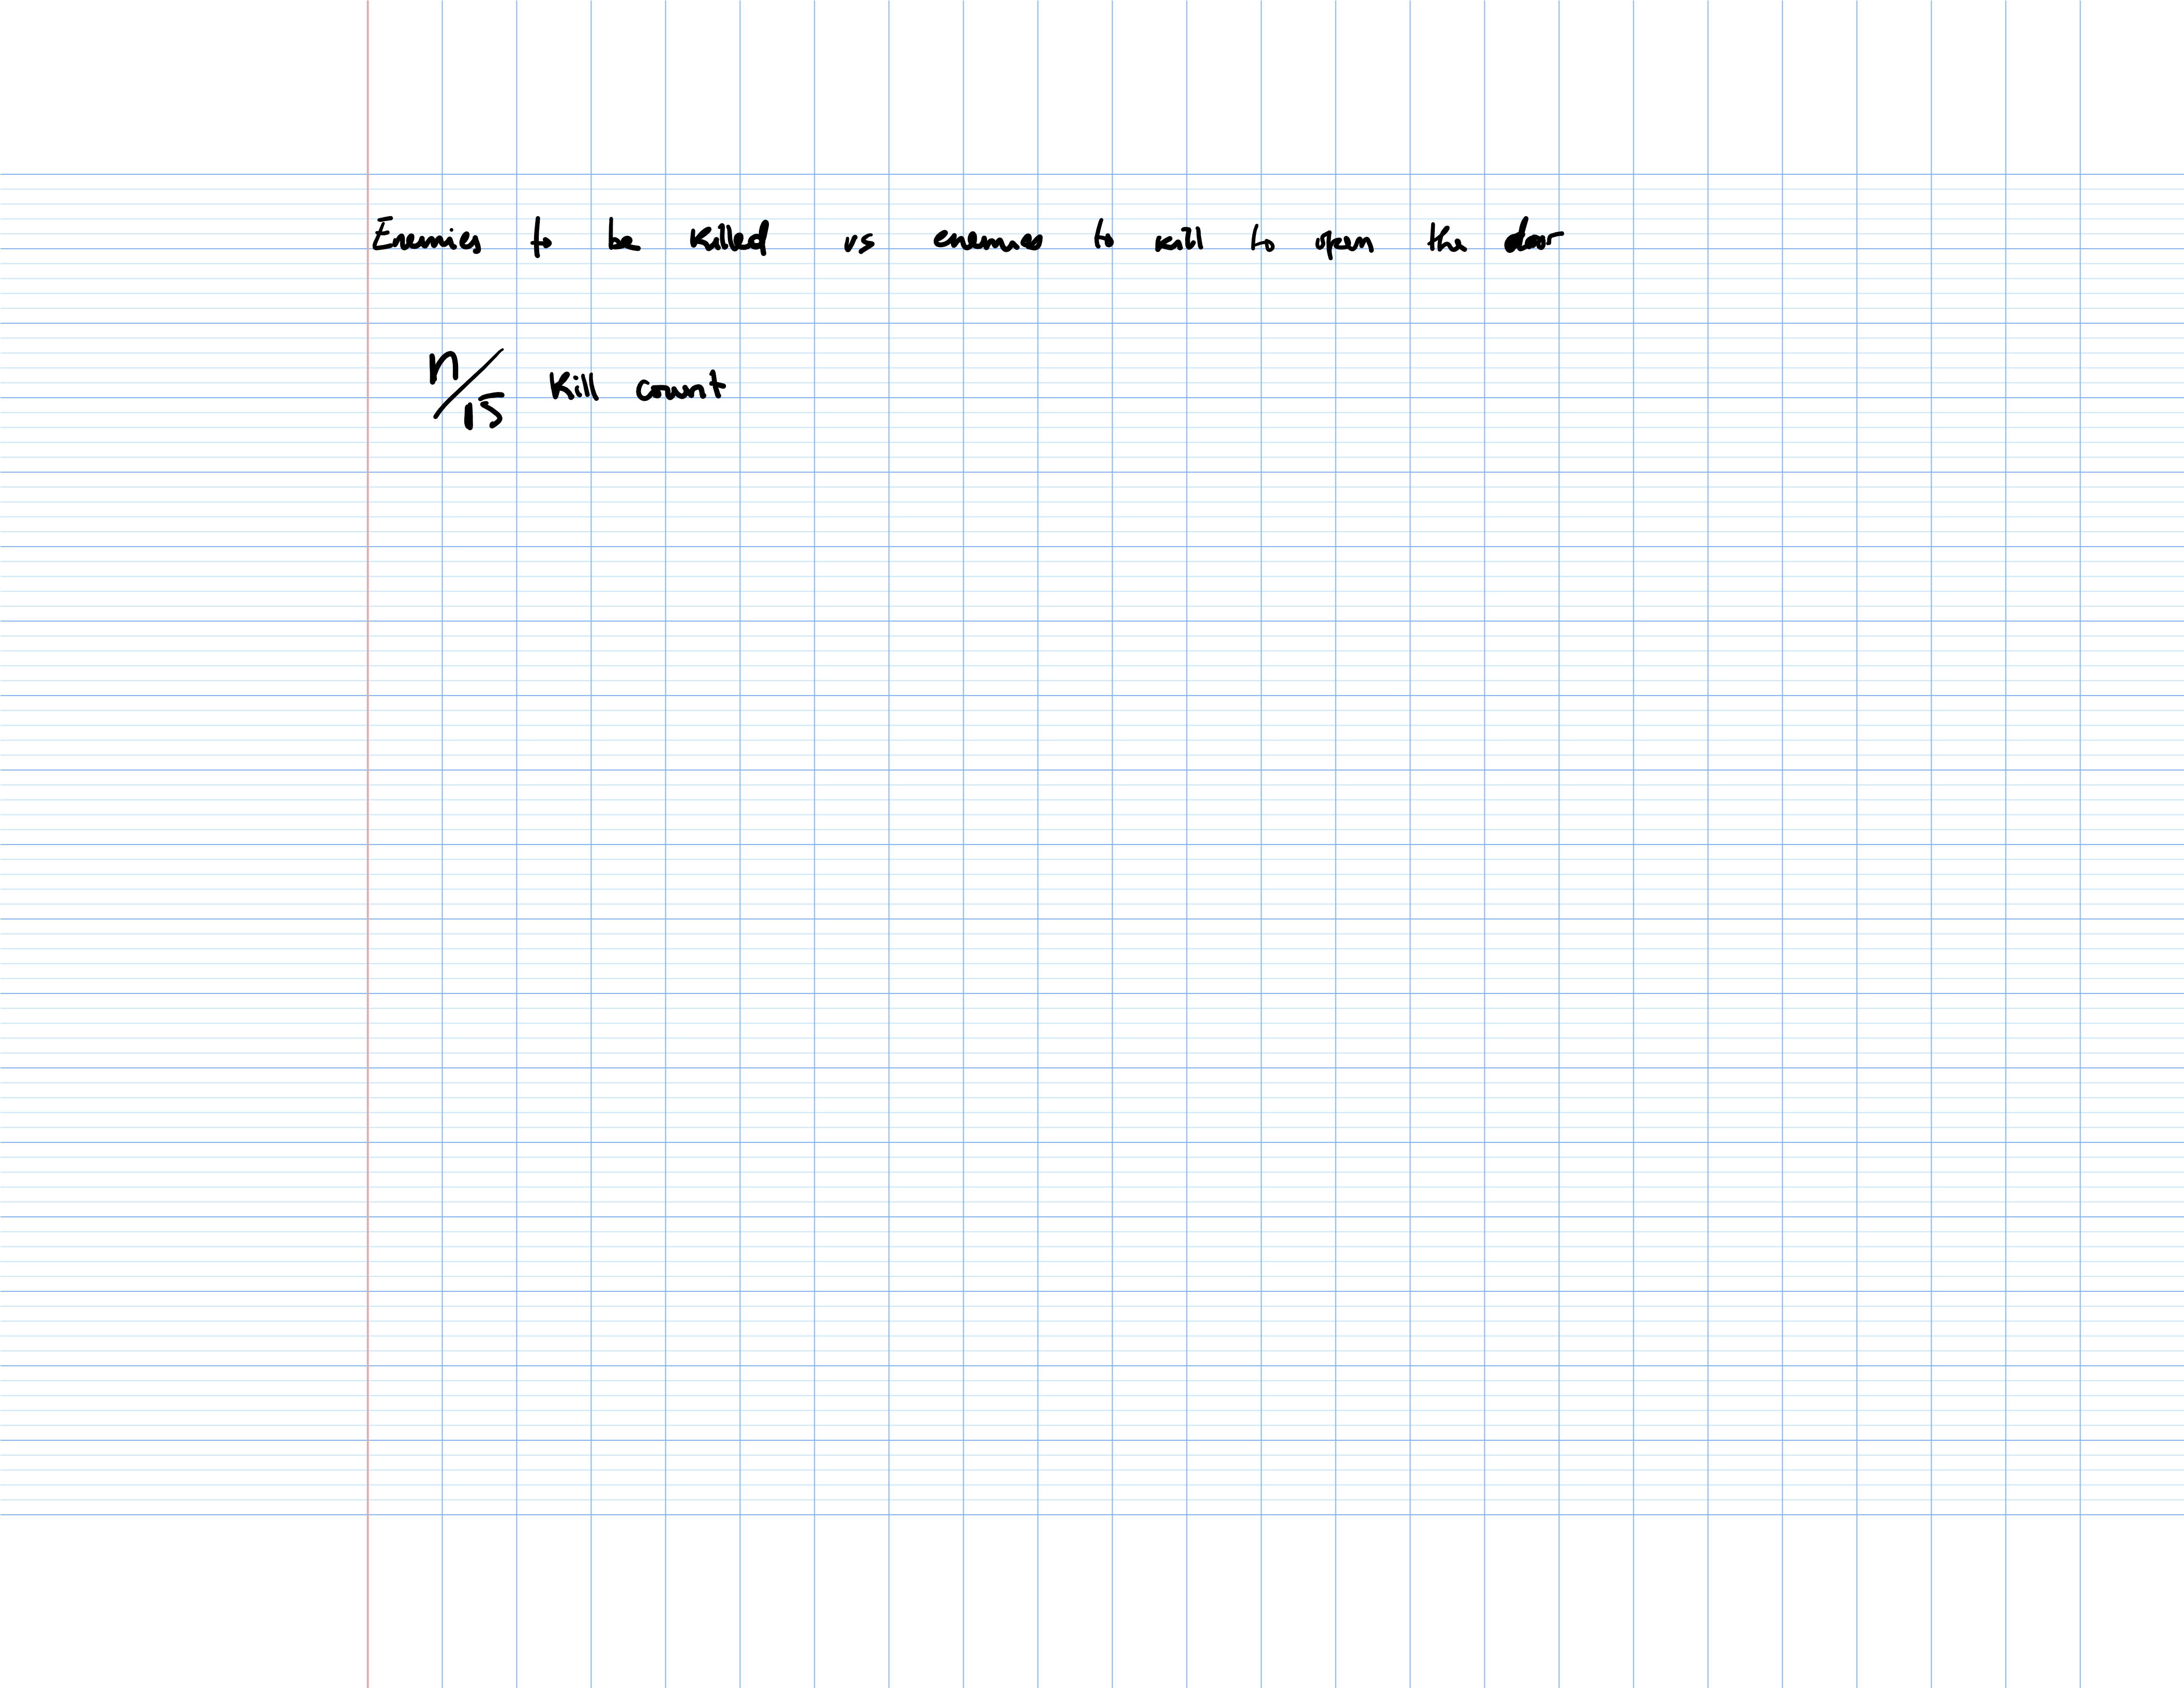 Enemies to be killed vs enemies to kill to open the door
n/15 kill count